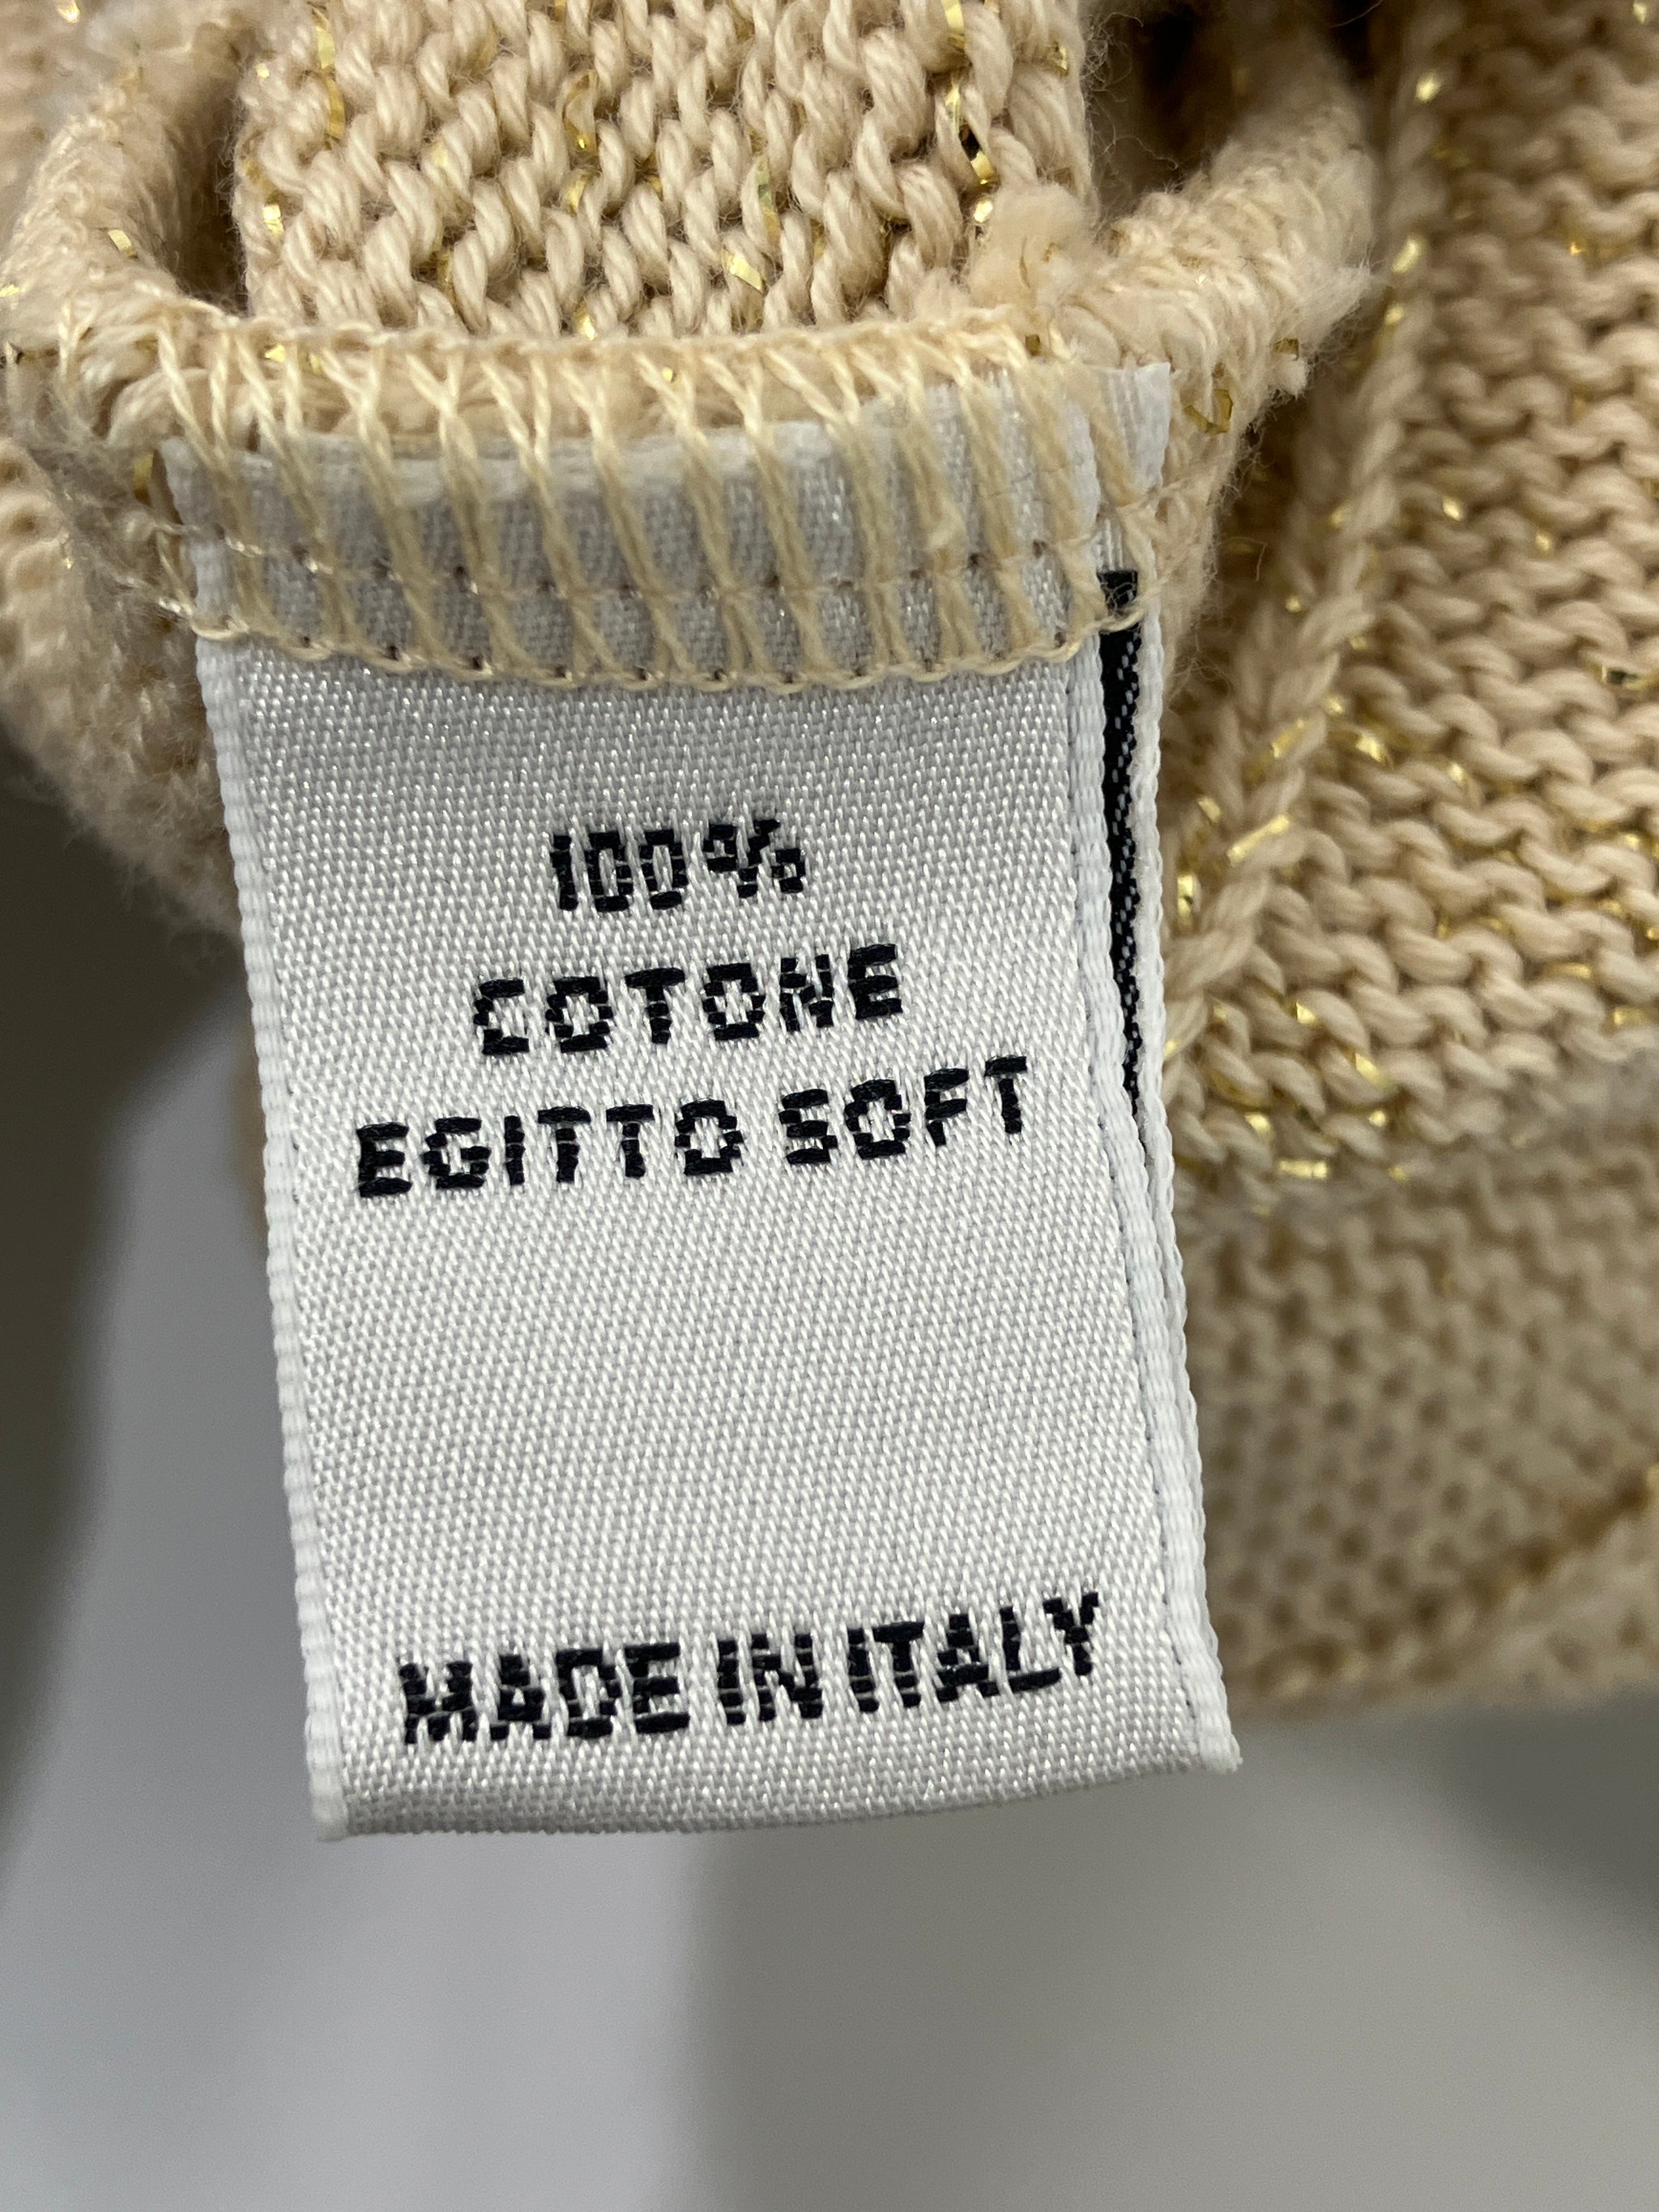 100%
COTONE
EGITTO SOFT
MADE IN ITALY